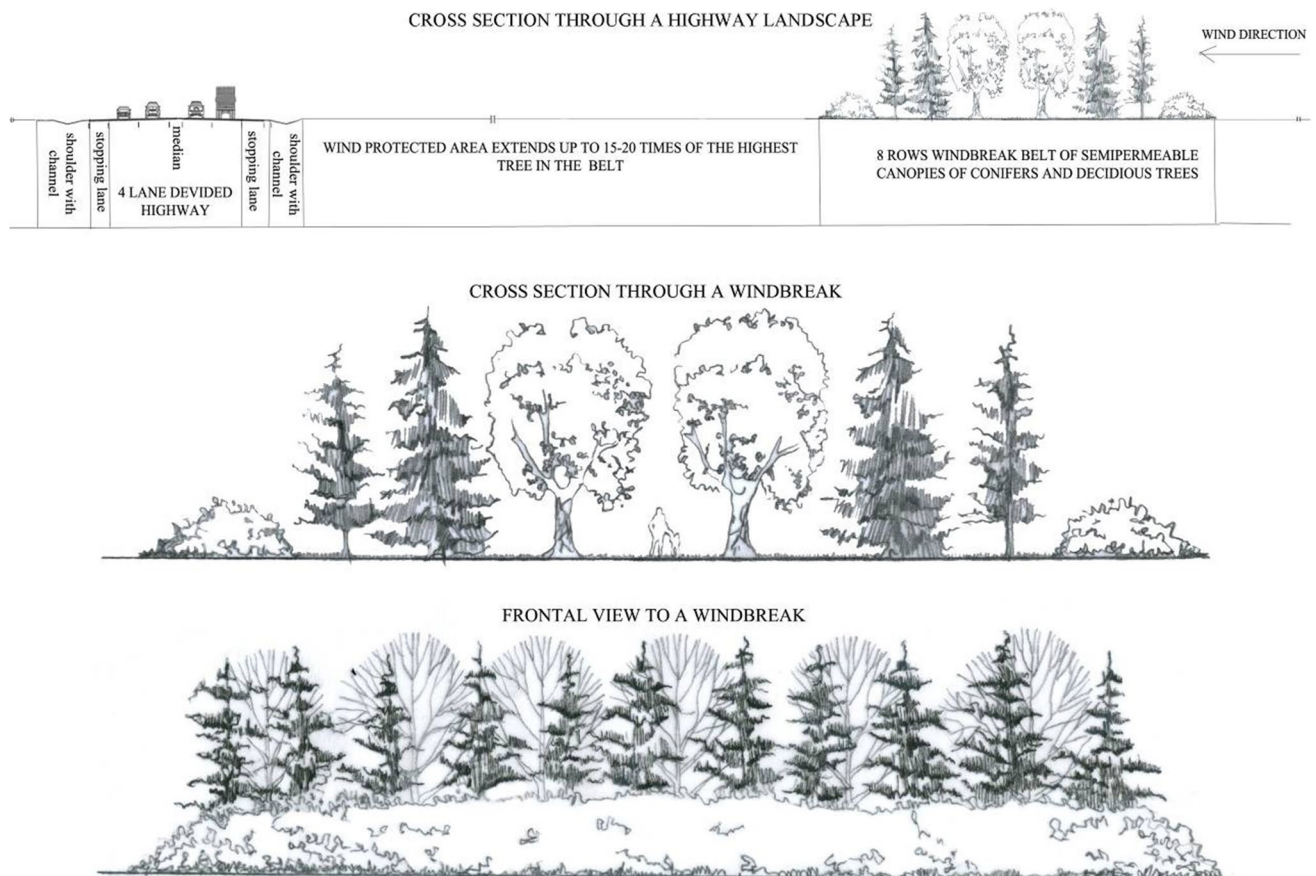 CROSS SECTION THROUGH A HIGHWAY LANDSCAPE
WIND DIRECTION
shoulder with
channel
stopping lane
median
4 LANE DEVIDED
HIGHWAY
stopping lane
shoulder with
channel
WIND PROTECTED AREA EXTENDS UP TO 15-20 TIMES OF THE HIGHEST
TREE IN THE BELT
8 ROWS WINDBREAK BELT OF SEMIPERMEABLE
CANOPIES OF CONIFERS AND DECIDIOUS TREES
CROSS SECTION THROUGH A WINDBREAK
FRONTAL VIEW TO A WINDBREAK